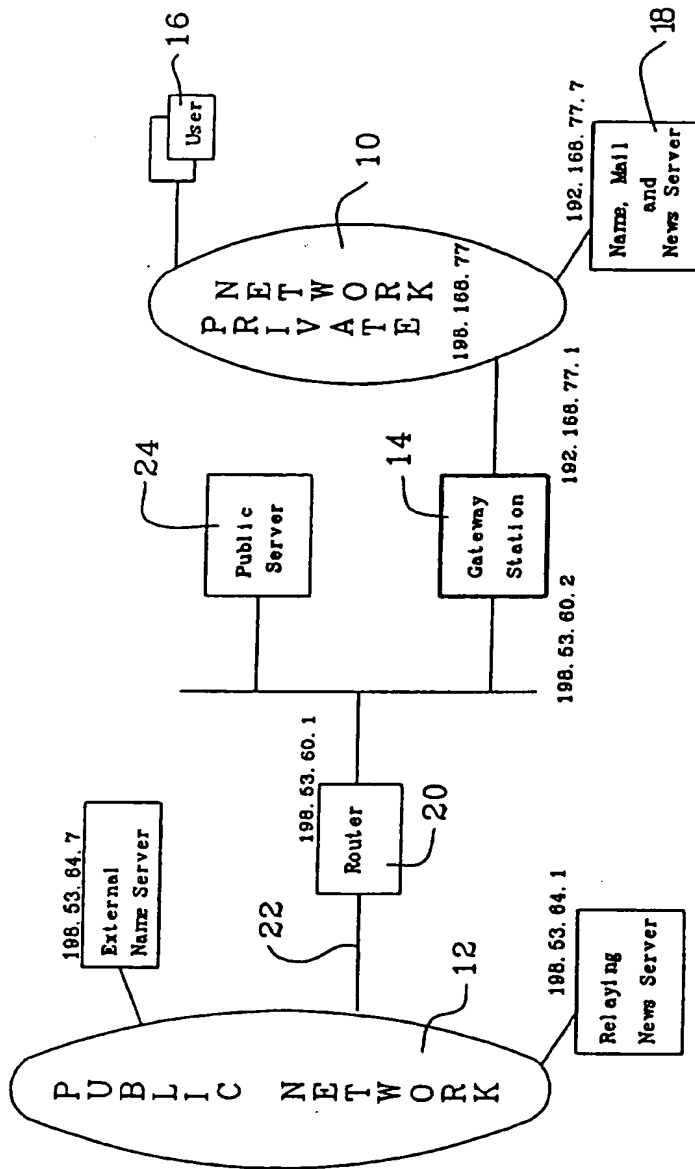 198.53.64.7
External
Name Server
PUBLIC NETWORK
12
22
Relaying
News Server
198.53.64.1
198.53.60.1
Router
20
24
Public
Server
14
Gateway
Station
198.53.60.2
192.168.77.1
16
User
10
PRIVATE
NETWORK
198.168.77
192.168.77.7
Name, Mail
and
News Server
18